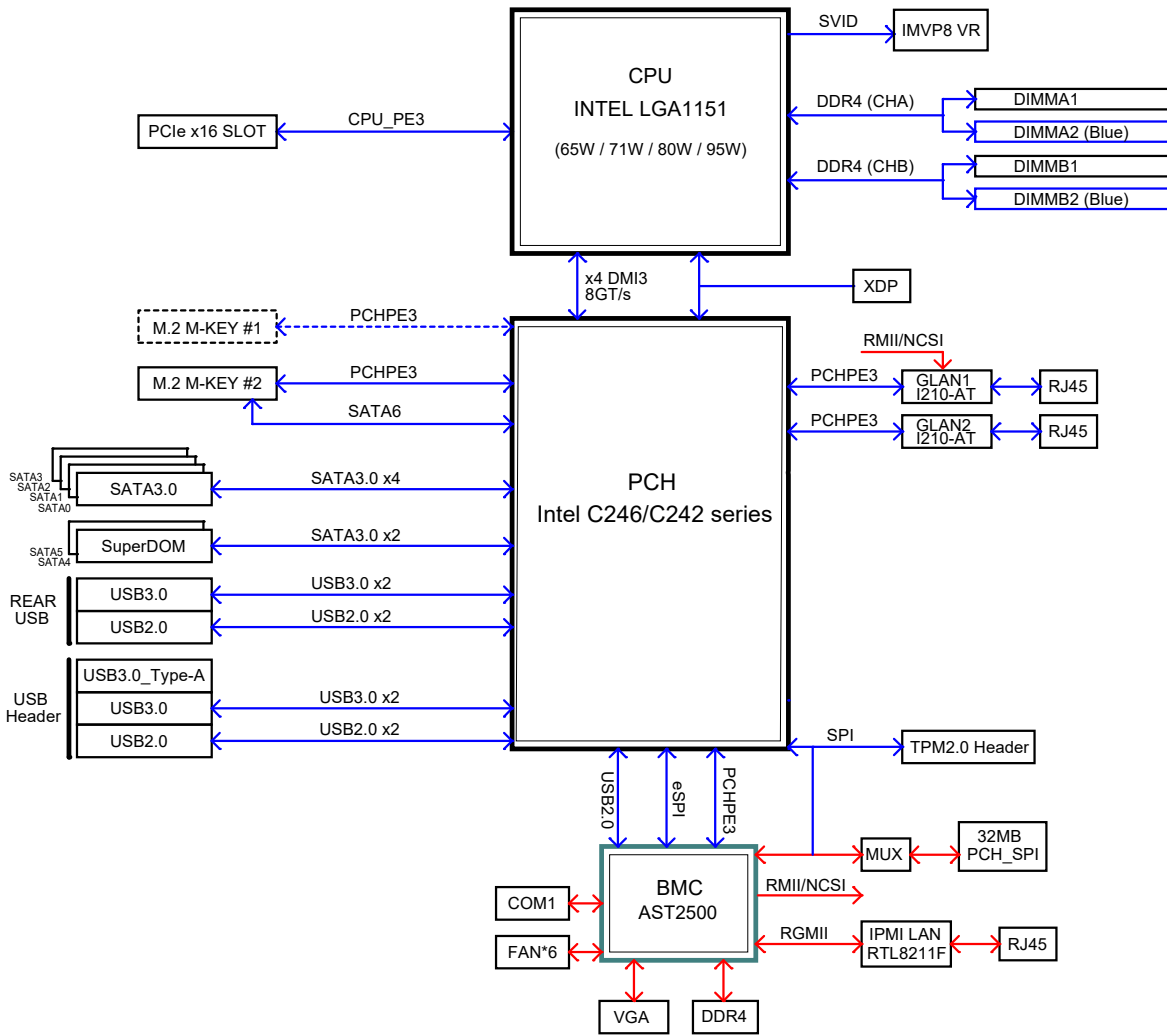 SVID
IMVP8 VR
CPU
INTEL LGA1151
(65W / 71W / 80W / 95W)
PCIe x16 SLOT
CPU_PE3
DDR4 (CHA)
DIMMA1
DIMMA2 (Blue)
DDR4 (CHB)
DIMMB1
DIMMB2 (Blue)
x4 DMI3
8GT/s
XDP
M.2 M-KEY #1
PCHPE3
M.2 M-KEY #2
PCHPE3
SATA6
RMII/NCSI
PCHPE3
GLAN1
I210-AT
RJ45
PCHPE3
GLAN2
I210-AT
RJ45
SATA3
SATA2
SATA1
SATA0
SATA3.0
SATA3.0 x4
PCH
Intel C246/C242 series
SATA5
SATA4
SuperDOM
SATA3.0 x2
REAR
USB
USB3.0
USB3.0 x2
USB2.0
USB2.0 x2
USB
Header
USB3.0_Type-A
USB3.0
USB3.0 x2
USB2.0
USB2.0 x2
SPI
TPM2.0 Header
USB2.0
eSPI
PCHPE3
MUX
32MB
PCH_SPI
BMC
AST2500
RMII/NCSI
COM1
FAN*6
RGMII
IPMI LAN
RTL8211F
RJ45
VGA
DDR4